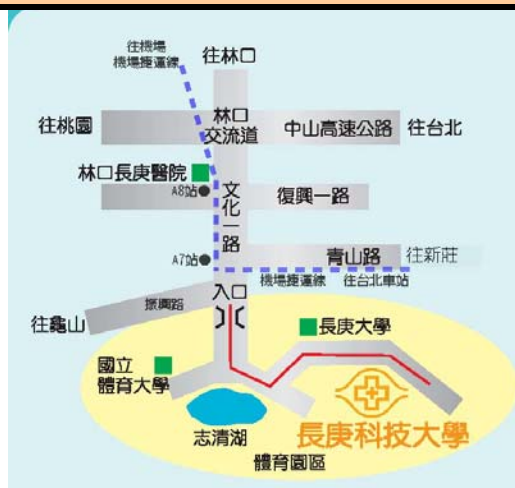 往機場
機場捷運線
往林口
往桃園
林口
交流道
中山高速公路
往台北
林口長庚醫院
A8站
文化一路
復興一路
A7站
青山路
往新莊
機場捷運線
往台北車站
入口
振興路
往龜山
長庚大學
國立
體育大學
志清湖
長庚科技大學
體育園區